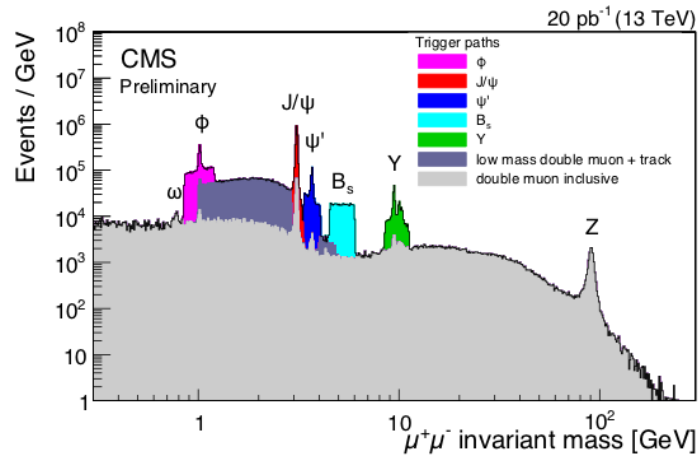 20 pb⁻¹ (13 TeV)
CMS
Preliminary
Trigger paths
ϕ
J/ψ
ψ'
Bₛ
Υ
low mass double muon + track
double muon inclusive
ω
ϕ
J/ψ
ψ'
Bₛ
Υ
Z
Events / GeV
10⁸
10⁷
10⁶
10⁵
10⁴
10³
10²
10
1
1
10
10²
μ⁺μ⁻ invariant mass [GeV]